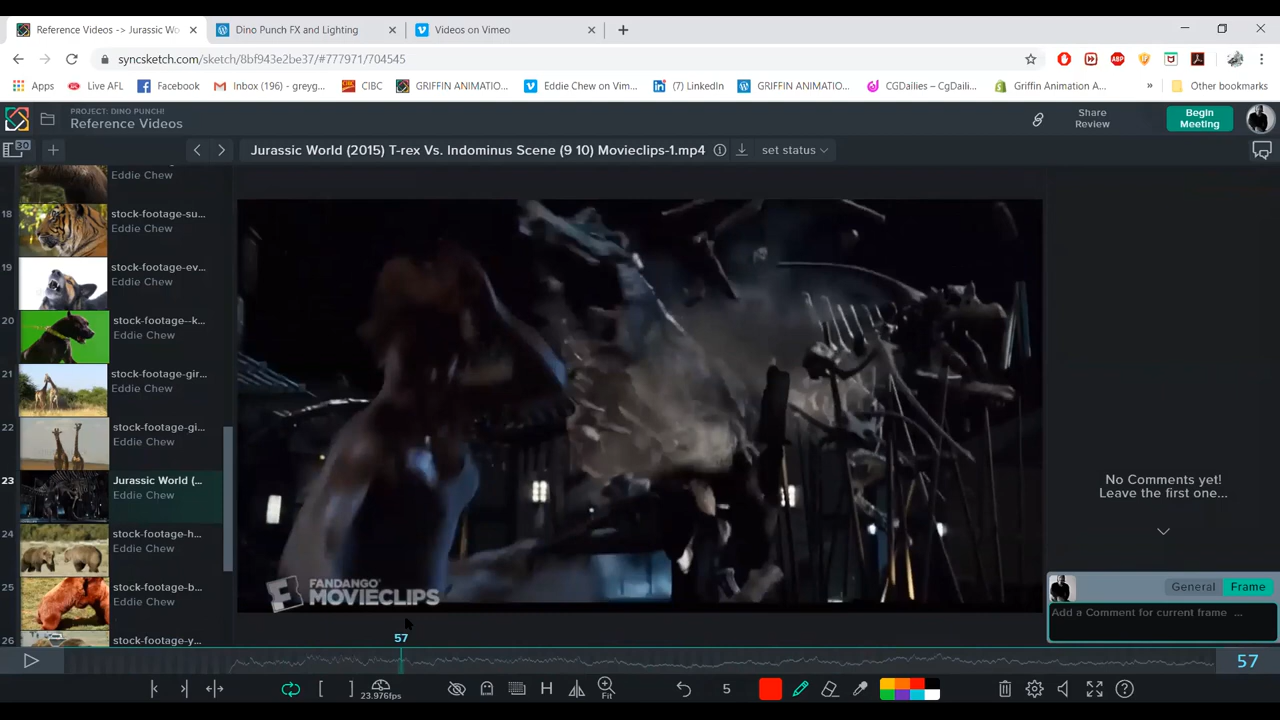 Reference Videos -> Jurassic Wo
Dino Punch FX and Lighting
Videos on Vimeo
syncsketch.com/sketch/8bf943e2be37/#777971/704545
Apps
Live AFL
Facebook
Inbox (196) - greyg...
CIBC
GRIFFIN ANIMATIO...
Eddie Chew on Vim...
(7) LinkedIn
GRIFFIN ANIMATIO...
CGDailies – CgDaili...
Griffin Animation A...
»
Other bookmarks
PROJECT: DINO PUNCH!
Reference Videos
Share Review
Begin Meeting
30
Jurassic World (2015) T-rex Vs. Indominus Scene (9 10) Movieclips-1.mp4
set status
Eddie Chew
18
stock-footage-su...
Eddie Chew
19
stock-footage-ev...
Eddie Chew
20
stock-footage--k...
Eddie Chew
21
stock-footage-gir...
Eddie Chew
22
stock-footage-gi...
Eddie Chew
23
Jurassic World (...
Eddie Chew
24
stock-footage-h...
Eddie Chew
25
stock-footage-b...
Eddie Chew
26
stock-footage-y...
FANDANGO
MOVIECLIPS
No Comments yet!
Leave the first one...
General
Frame
Add a Comment for current frame ...
57
57
23.976fps
[ ]
H
Fit
5